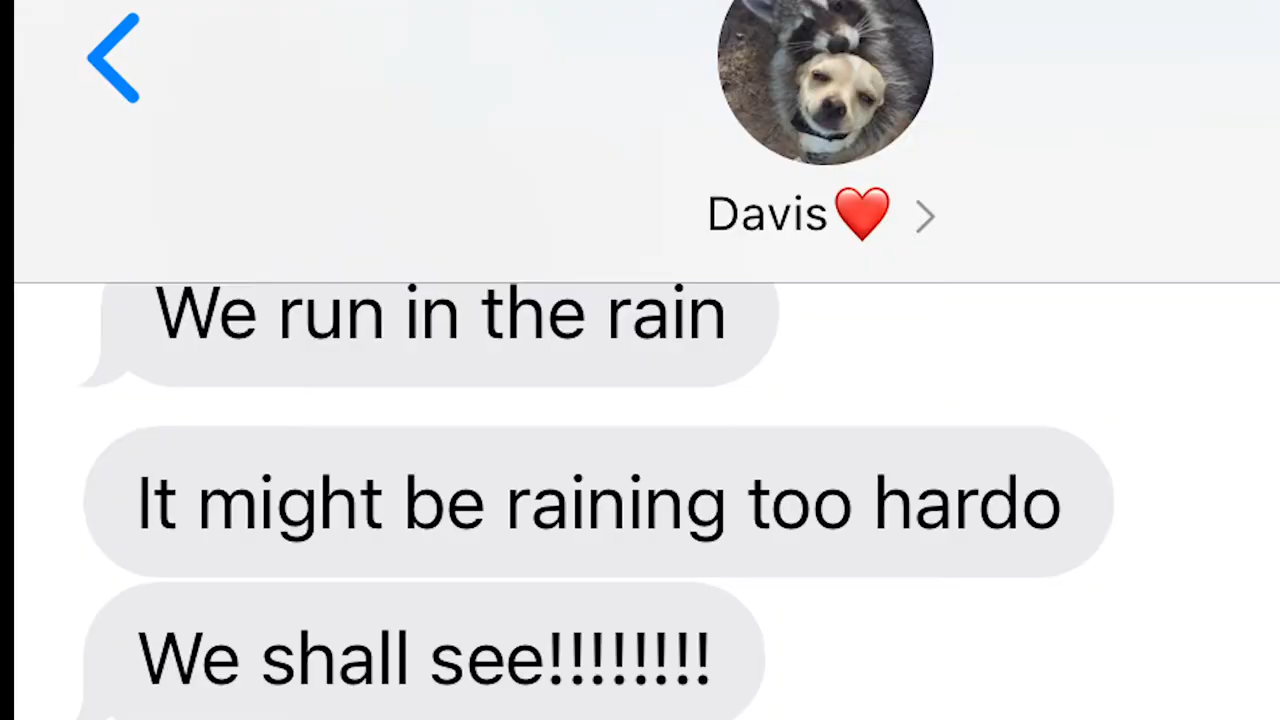 Davis❤️
We run in the rain
It might be raining too hardo
We shall see!!!!!!!!